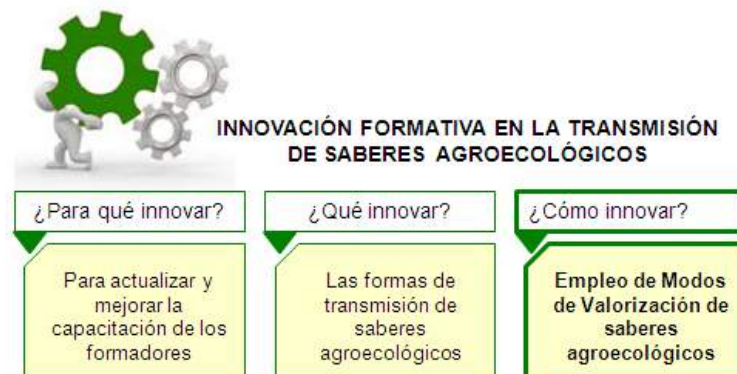 INNOVACIÓN FORMATIVA EN LA TRANSMISIÓN
DE SABERES AGROECOLÓGICOS
¿Para qué innovar?
Para actualizar y
mejorar la
capacitación de los
formadores
¿Qué innovar?
Las formas de
transmisión de
saberes
agroecológicos
¿Cómo innovar?
Empleo de Modos
de Valorización de
saberes
agroecológicos